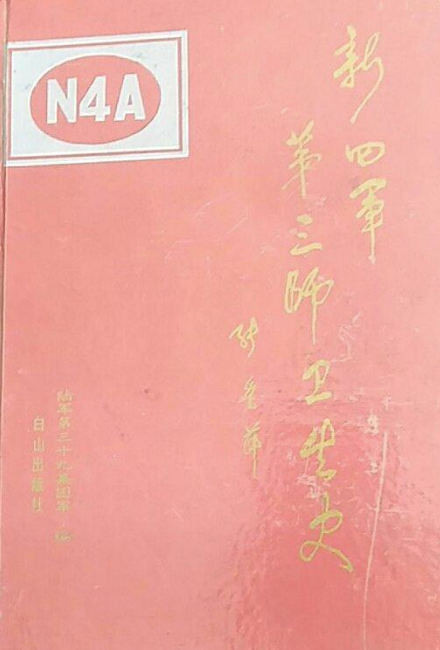 N4A
新四军
第三师卫生史
张爱萍
陆军第三十九集团军·编
白山出版社